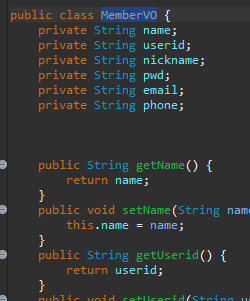 public class MemberVO {
private String name;
private String userid;
private String nickname;
private String pwd;
private String email;
private String phone;
public String getName() {
return name;
}
public void setName(String name
this.name = name;
}
public String getUserid() {
return userid;
}
public void setUserid(String u